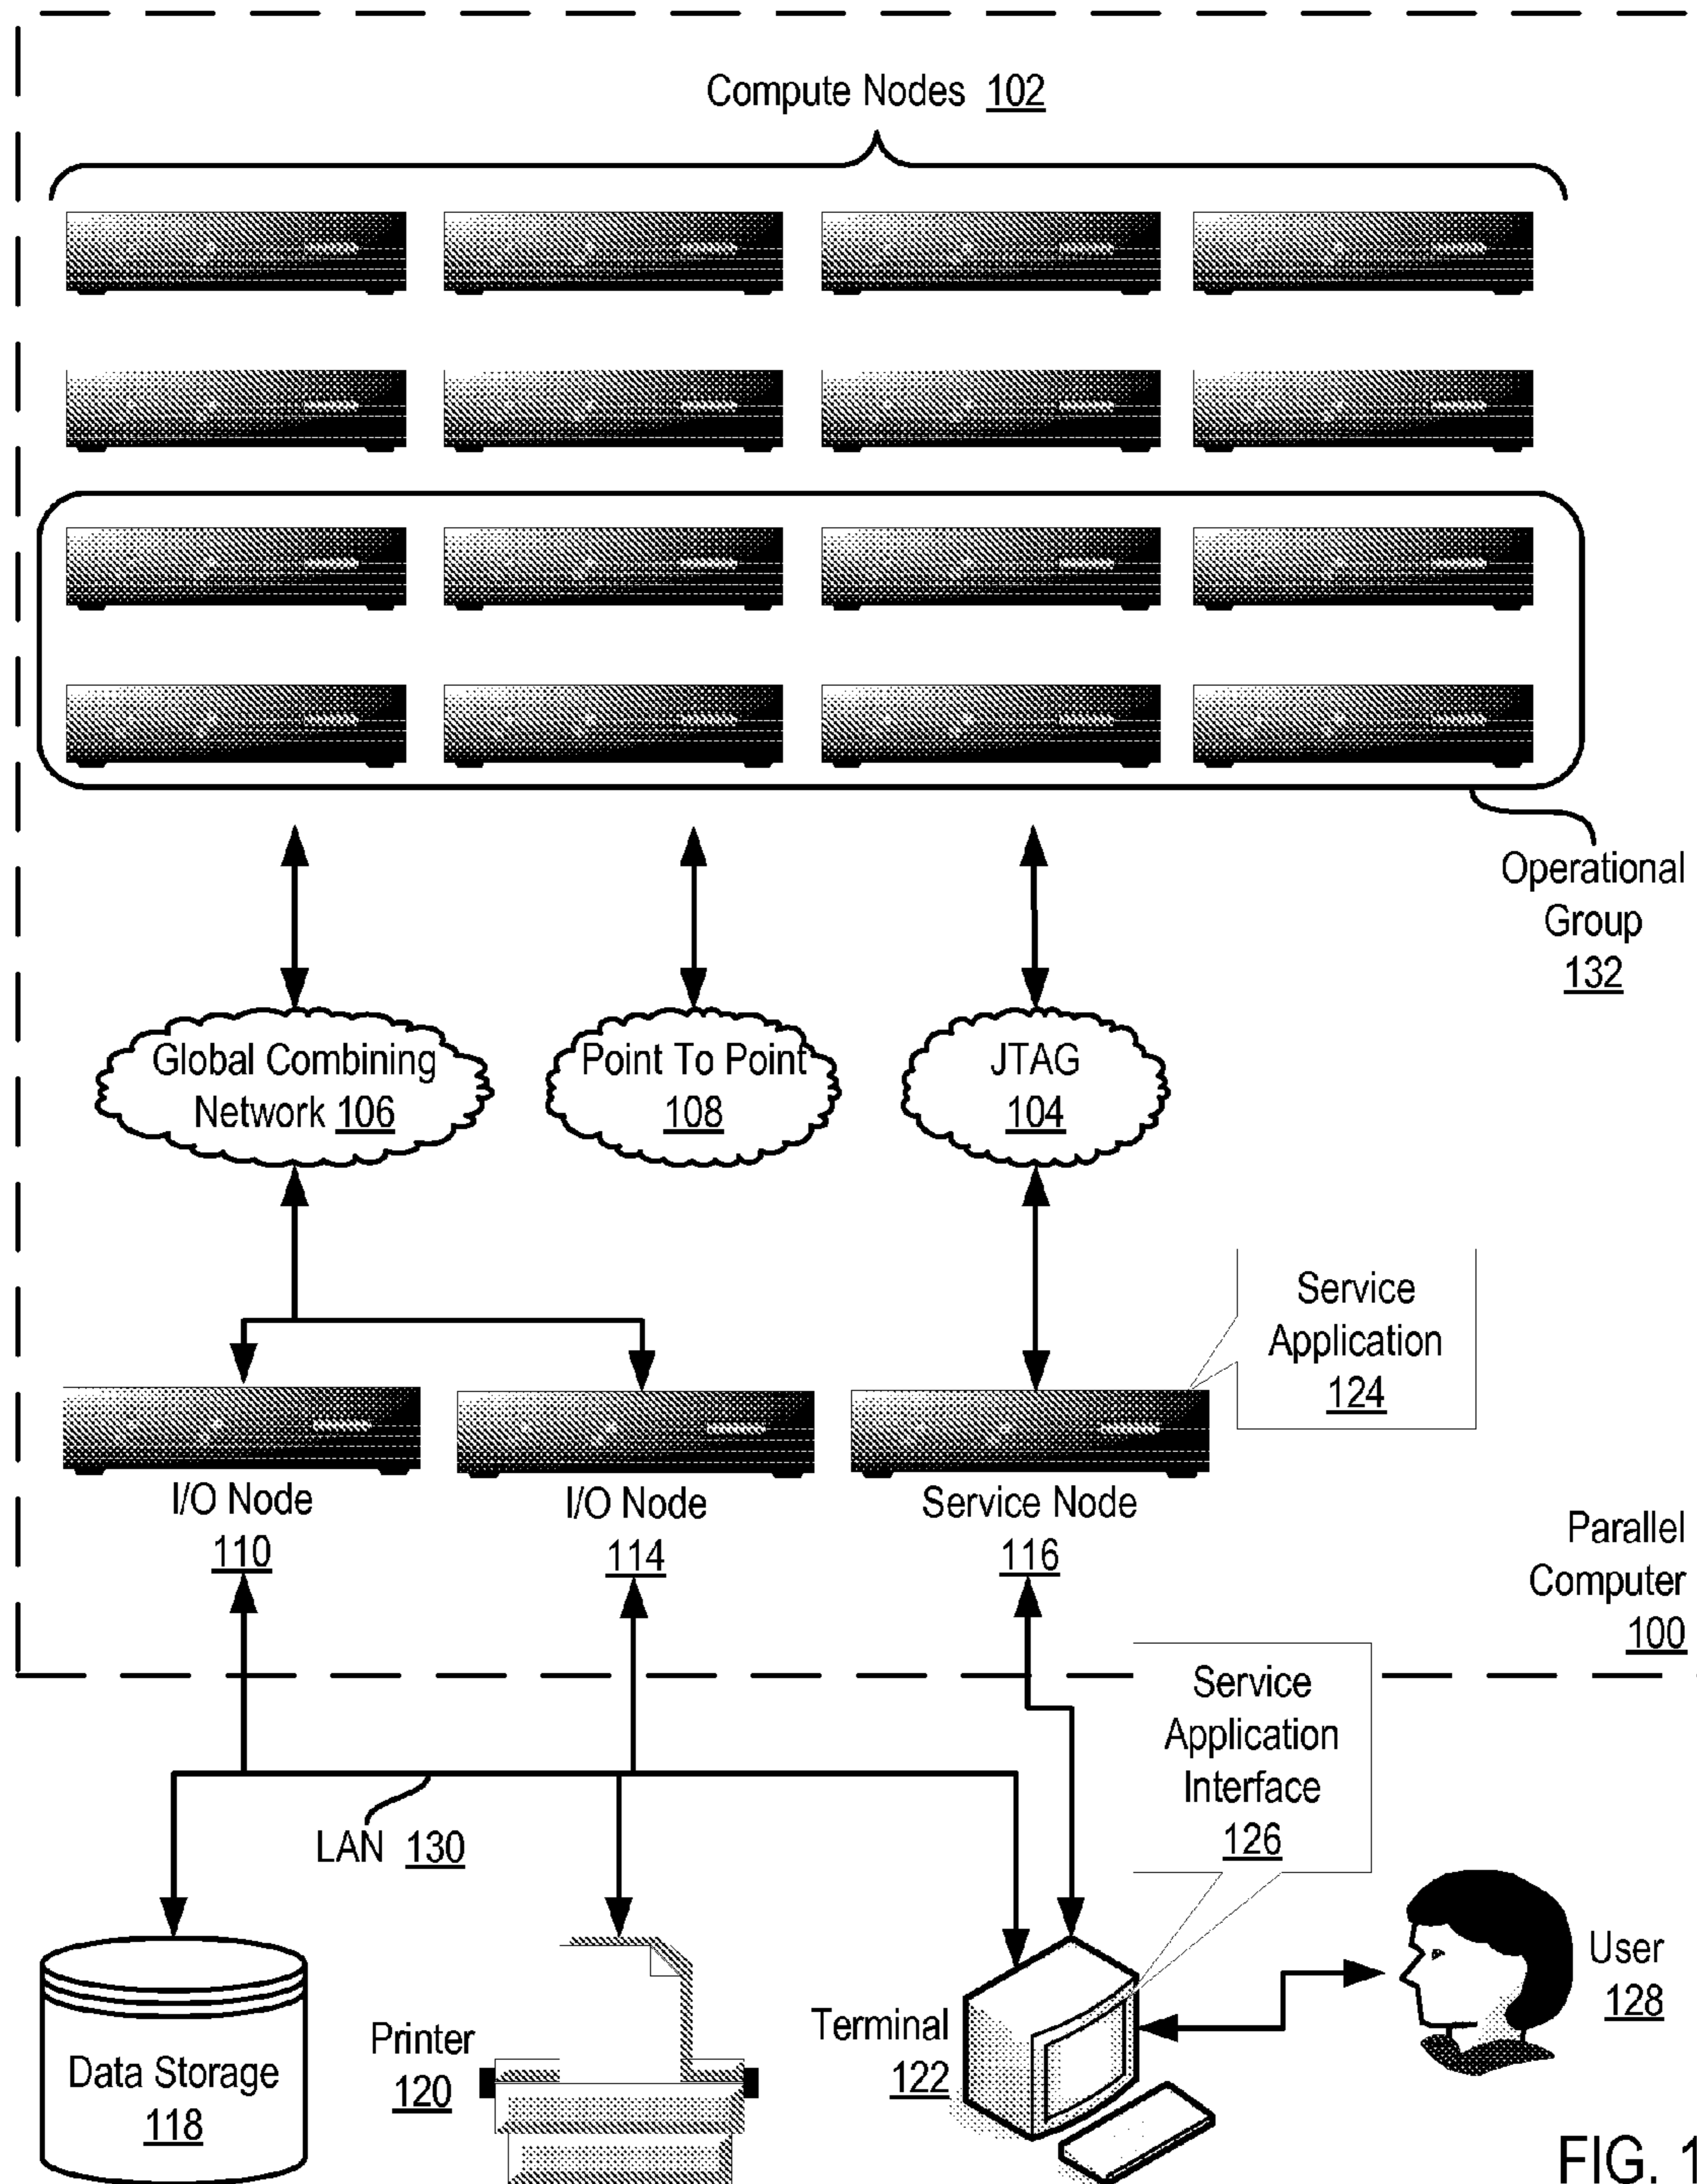 Compute Nodes 102
Operational
Group
132
Global Combining
Network 106
Point To Point
108
JTAG
104
Service
Application
124
I/O Node
110
I/O Node
114
Service Node
116
Parallel
Computer
100
Service
Application
Interface
126
LAN 130
Data Storage
118
Printer
120
Terminal
122
User
128
FIG. 1